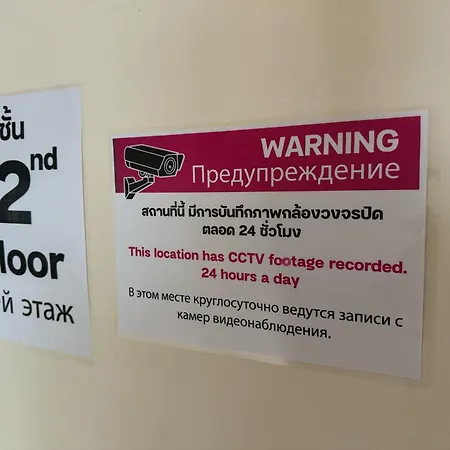 ชั้น
2nd
loor
й этаж
WARNING
Предупреждение
สถานที่นี้ มีการบันทึกภาพกล้องวงจรปิด
ตลอด 24 ชั่วโมง
This location has CCTV footage recorded.
24 hours a day
В этом месте круглосуточно ведутся записи с
камер видеонаблюдения.